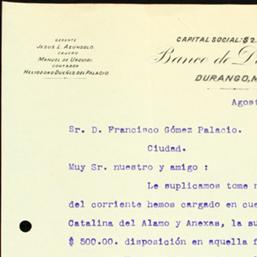 GERENTE
JESUS L. ASUNSOLO
CAJERO
MANUEL DE URQUIDI
CONTADOR
HELIODORO DUEÑES DEL PALACIO
CAPITAL SOCIAL: $2
Banco de D
DURANGO, M
Agost
Sr. D. Francisco Gómez Palacio.
Ciudad.
Muy Sr. nuestro y amigo :
Le suplicamos tome n
del corriente hemos cargado en cue
Catalina del Alamo y Anexas, la su
$ 500.00. disposición en aquella f